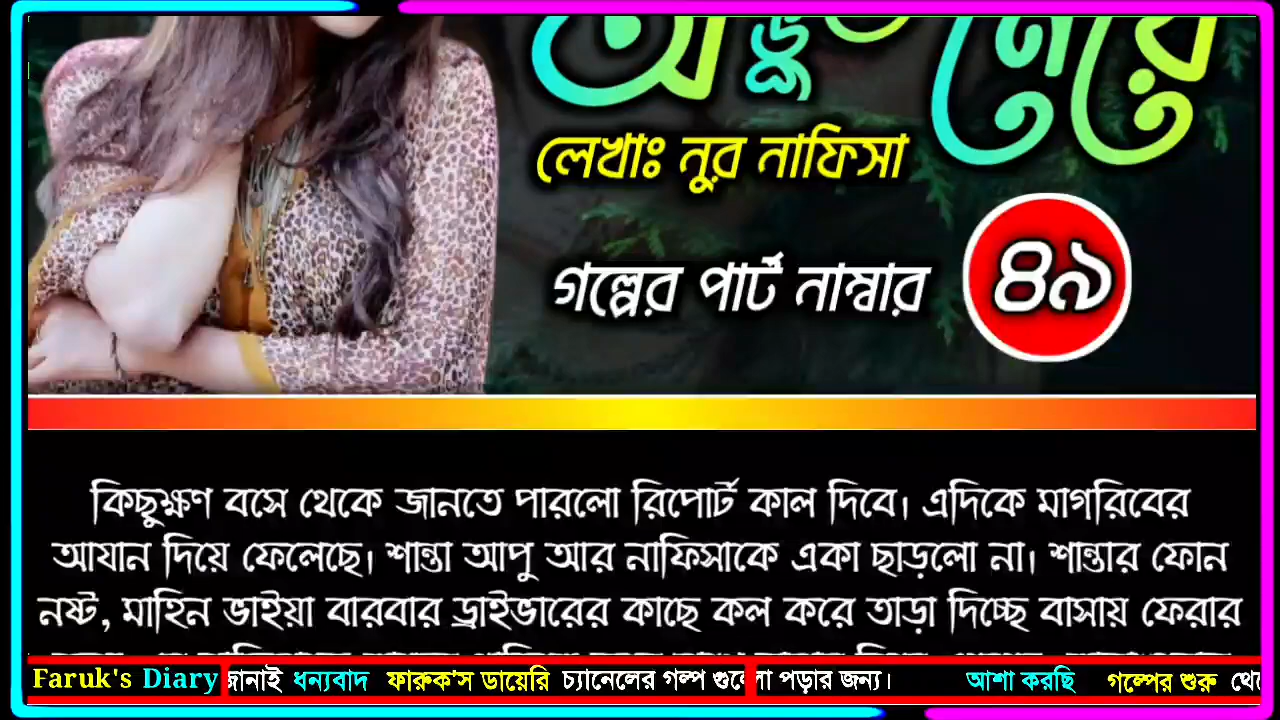 লেখাঃ নুর নাফিসা
গল্পের পার্ট নাম্বার
৪৯
কিছুক্ষণ বসে থেকে জানতে পারলো রিপোর্ট কাল দিবে। এদিকে মাগরিবের
আযান দিয়ে ফেলেছে। শান্তা আপু আর নাফিসাকে একা ছাড়লো না। শান্তার ফোন
নষ্ট, মাহিন ভাইয়া বারবার ড্রাইভারের কাছে কল করে তাড়া দিচ্ছে বাসায় ফেরার
Faruk's Diary জানাই ধন্যবাদ ফারুক'স ডায়েরি চ্যানেলের গল্প গুলো পড়ার জন্য। আশা করছি গল্পের শুরু থে